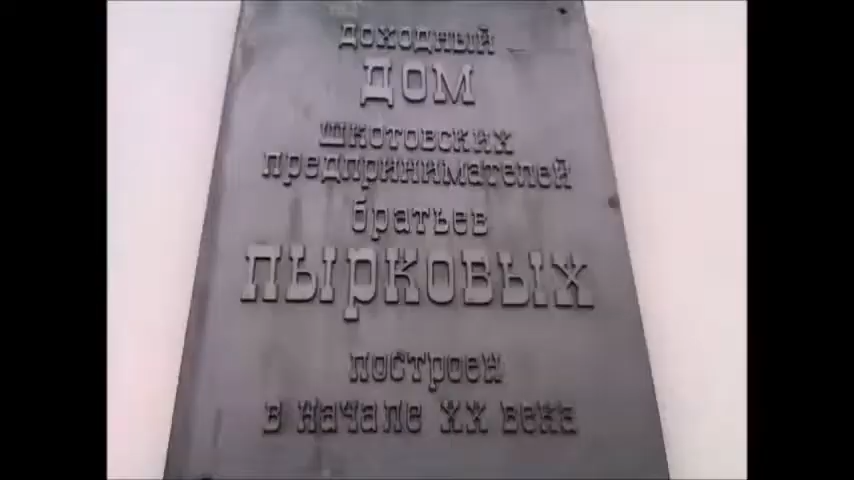 доходный
ДОМ
шкотовских
предпринимателей
братьев
ПЫРКОВЫХ
построен
в начале XX века